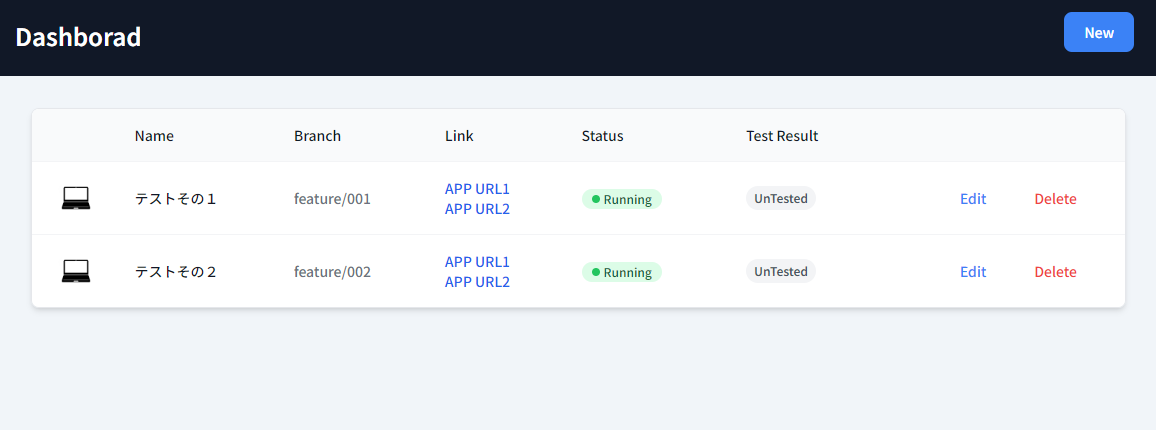 Dashborad
New
Name Branch Link Status Test Result
テストその１ feature/001 APP URL1 Running UnTested Edit Delete
APP URL2
テストその２ feature/002 APP URL1 Running UnTested Edit Delete
APP URL2